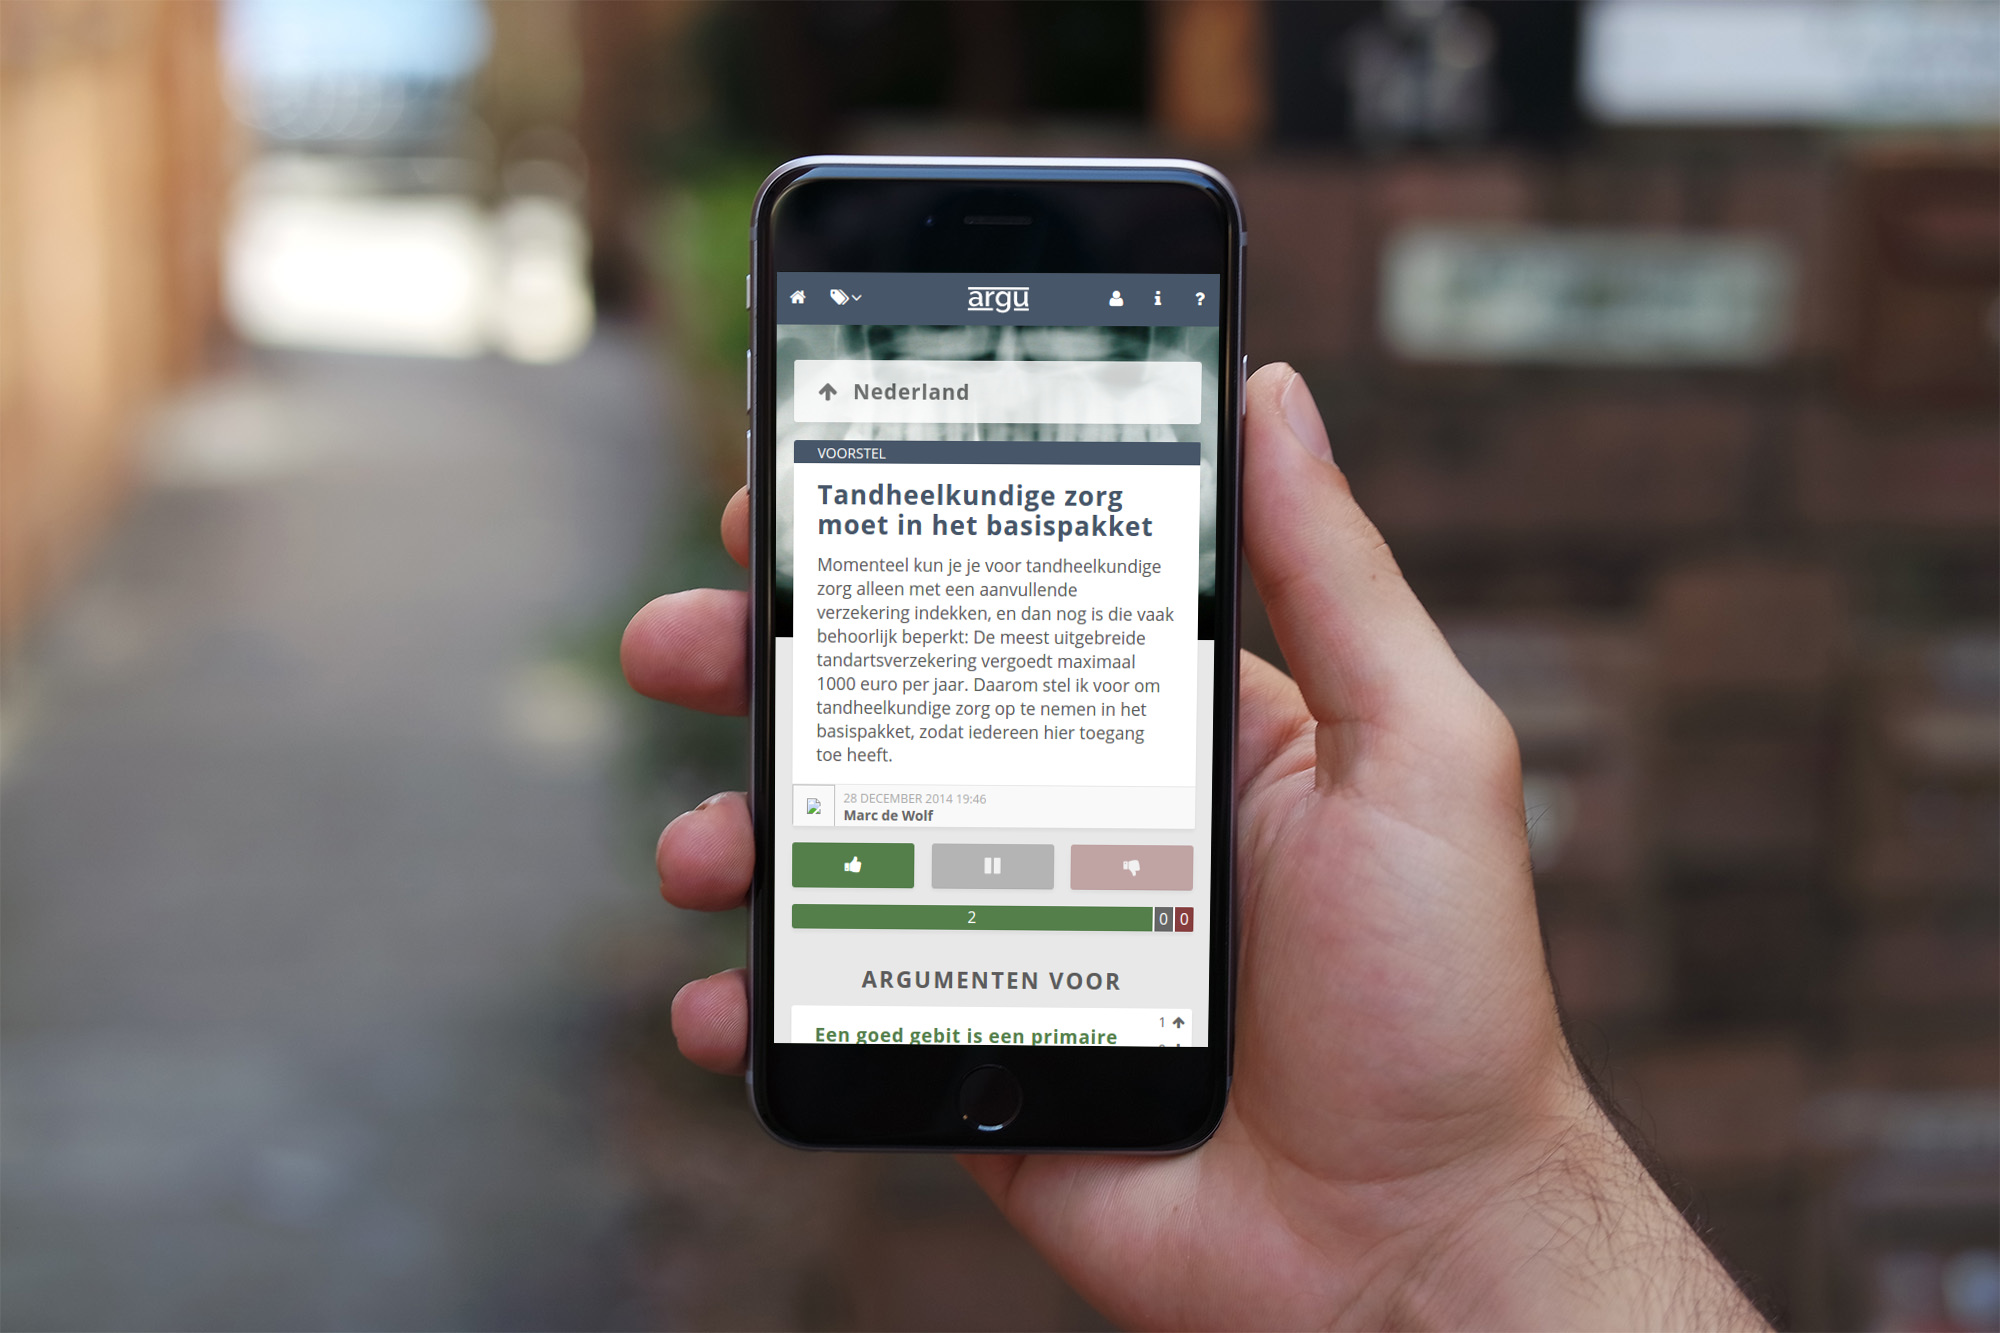 argu
Nederland
VOORSTEL
Tandheelkundige zorg
moet in het basispakket
Momenteel kun je je voor tandheelkundige
zorg alleen met een aanvullende
verzekering indekken, en dan nog is die vaak
behoorlijk beperkt: De meest uitgebreide
tandartsverzekering vergoedt maximaal
1000 euro per jaar. Daarom stel ik voor om
tandheelkundige zorg op te nemen in het
basispakket, zodat iedereen hier toegang
toe heeft.
28 DECEMBER 2014 19:46
Marc de Wolf
2 0 0
ARGUMENTEN VOOR
1
Een goed gebit is een primaire